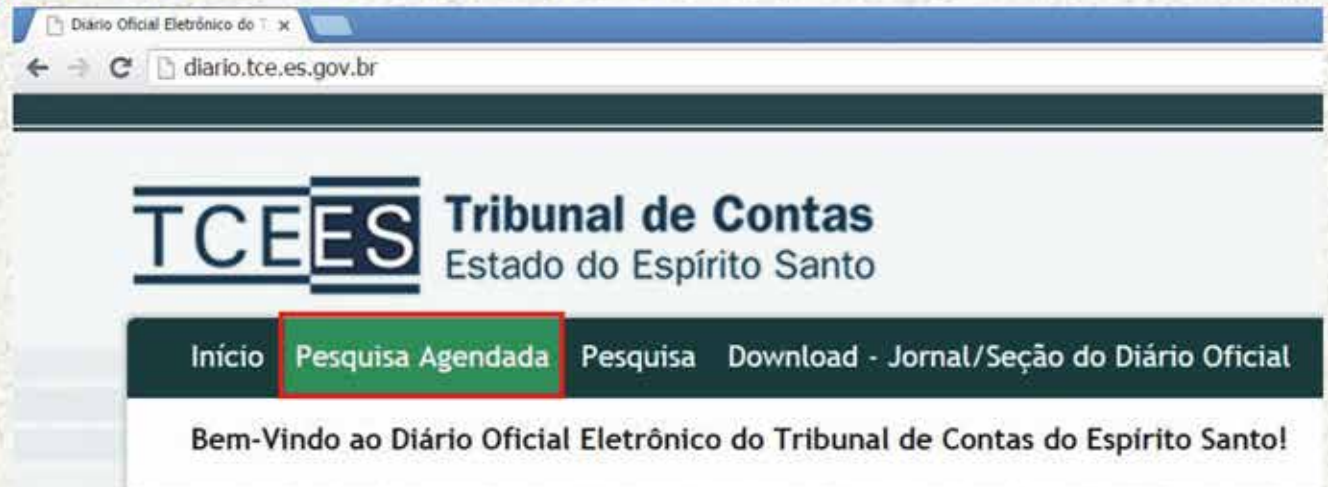 Diário Oficial Eletrônico do T
diario.tce.es.gov.br
TCEES
Tribunal de Contas
Estado do Espírito Santo
Início Pesquisa Agendada Pesquisa Download - Jornal/Seção do Diário Oficial
Bem-Vindo ao Diário Oficial Eletrônico do Tribunal de Contas do Espírito Santo!